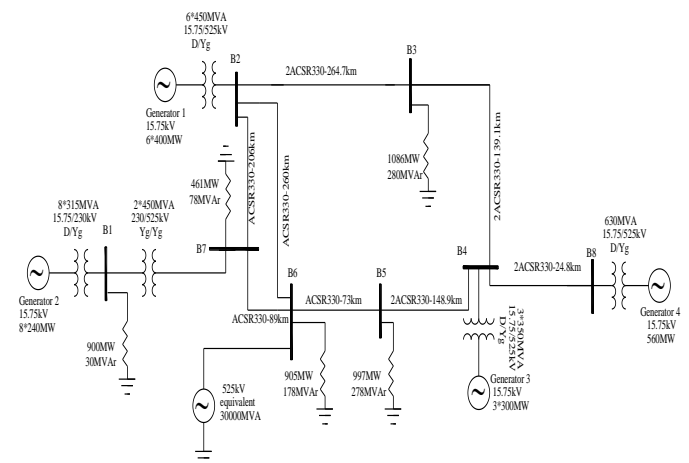 6*450MVA
15.75/525kV
D/Yg
B2
B3
2ACSR330-264.7km
Generator 1
15.75kV
6*400MW
ACSR330-206km
ACSR330-260km
1086MW
280MVAr
2ACSR330-139.1km
461MW
78MVAr
8*315MVA
15.75/230kV
D/Yg
B1
2*450MVA
230/525kV
Yg/Yg
B7
B4
630MVA
15.75/525kV
D/Yg
B8
2ACSR330-24.8km
Generator 2
15.75kV
8*240MW
B6
B5
ACSR330-73km
2ACSR330-148.9km
ACSR330-89km
3*350MVA
15.75/525kV
D/Yg
Generator 4
15.75kV
560MW
900MW
30MVAr
905MW
178MVAr
997MW
278MVAr
Generator 3
15.75kV
3*300MW
525kV
equivalent
30000MVA